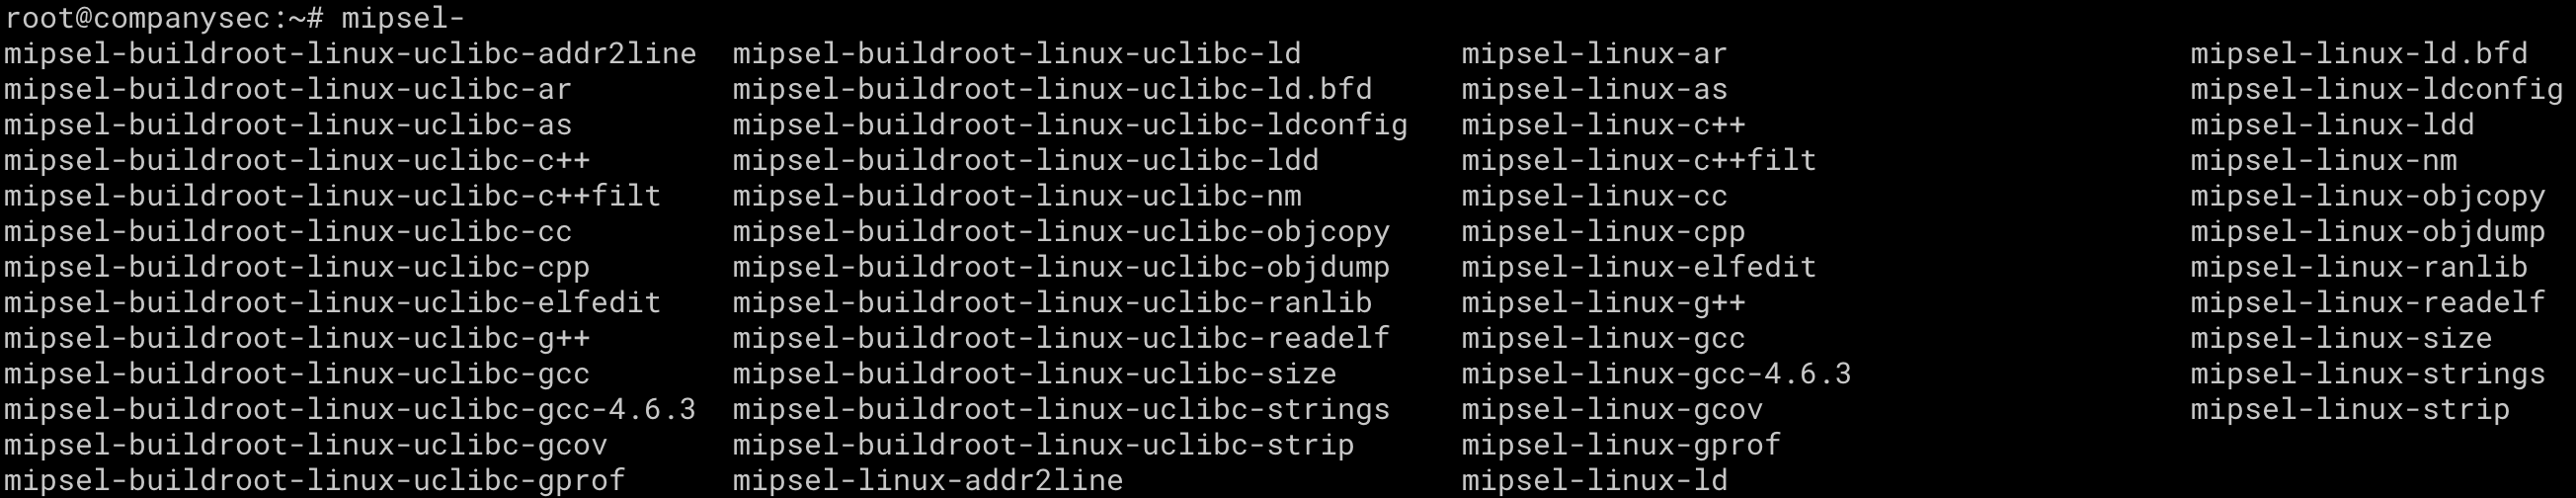 root@companysec:~# mipsel-
mipsel-buildroot-linux-uclibc-addr2line  mipsel-buildroot-linux-uclibc-ld        mipsel-linux-ar        mipsel-linux-ld.bfd
mipsel-buildroot-linux-uclibc-ar         mipsel-buildroot-linux-uclibc-ld.bfd    mipsel-linux-as        mipsel-linux-ldconfig
mipsel-buildroot-linux-uclibc-as         mipsel-buildroot-linux-uclibc-ldconfig  mipsel-linux-c++       mipsel-linux-ldd
mipsel-buildroot-linux-uclibc-c++        mipsel-buildroot-linux-uclibc-ldd       mipsel-linux-c++filt   mipsel-linux-nm
mipsel-buildroot-linux-uclibc-c++filt    mipsel-buildroot-linux-uclibc-nm        mipsel-linux-cc        mipsel-linux-objcopy
mipsel-buildroot-linux-uclibc-cc         mipsel-buildroot-linux-uclibc-objcopy   mipsel-linux-cpp       mipsel-linux-objdump
mipsel-buildroot-linux-uclibc-cpp        mipsel-buildroot-linux-uclibc-objdump   mipsel-linux-elfedit   mipsel-linux-ranlib
mipsel-buildroot-linux-uclibc-elfedit    mipsel-buildroot-linux-uclibc-ranlib    mipsel-linux-g++       mipsel-linux-readelf
mipsel-buildroot-linux-uclibc-g++        mipsel-buildroot-linux-uclibc-readelf   mipsel-linux-gcc       mipsel-linux-size
mipsel-buildroot-linux-uclibc-gcc        mipsel-buildroot-linux-uclibc-size      mipsel-linux-gcc-4.6.3 mipsel-linux-strings
mipsel-buildroot-linux-uclibc-gcc-4.6.3  mipsel-buildroot-linux-uclibc-strings   mipsel-linux-gcov      mipsel-linux-strip
mipsel-buildroot-linux-uclibc-gcov       mipsel-buildroot-linux-uclibc-strip     mipsel-linux-gprof
mipsel-buildroot-linux-uclibc-gprof      mipsel-linux-addr2line                  mipsel-linux-ld